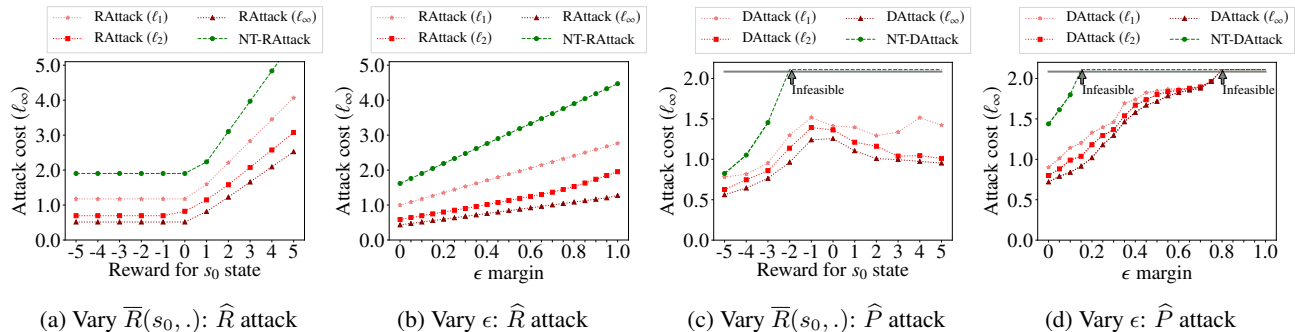 RAttack (ℓ₁) RAttack (ℓ∞) RAttack (ℓ₁) RAttack (ℓ∞) DAttack (ℓ₁) DAttack (ℓ∞) DAttack (ℓ₁) DAttack (ℓ∞)
RAttack (ℓ₂) NT-RAttack RAttack (ℓ₂) NT-RAttack DAttack (ℓ₂) NT-DAttack DAttack (ℓ₂) NT-DAttack
Attack cost (ℓ∞)
5.0
4.0
3.0
2.0
1.0
0.0
-5 -4 -3 -2 -1 0 1 2 3 4 5
Reward for s₀ state
Attack cost (ℓ∞)
5.0
4.0
3.0
2.0
1.0
0.0
0 0.2 0.4 0.6 0.8 1.0
ϵ margin
Attack cost (ℓ∞)
2.0
1.5
1.0
0.5
0.0
Infeasible
-5 -4 -3 -2 -1 0 1 2 3 4 5
Reward for s₀ state
Attack cost (ℓ∞)
2.0
1.5
1.0
0.5
0.0
Infeasible Infeasible
0 0.2 0.4 0.6 0.8 1.0
ϵ margin
(a) Vary R̅(s₀, .): R̂ attack
(b) Vary ϵ: R̂ attack
(c) Vary R̅(s₀, .): P̂ attack
(d) Vary ϵ: P̂ attack